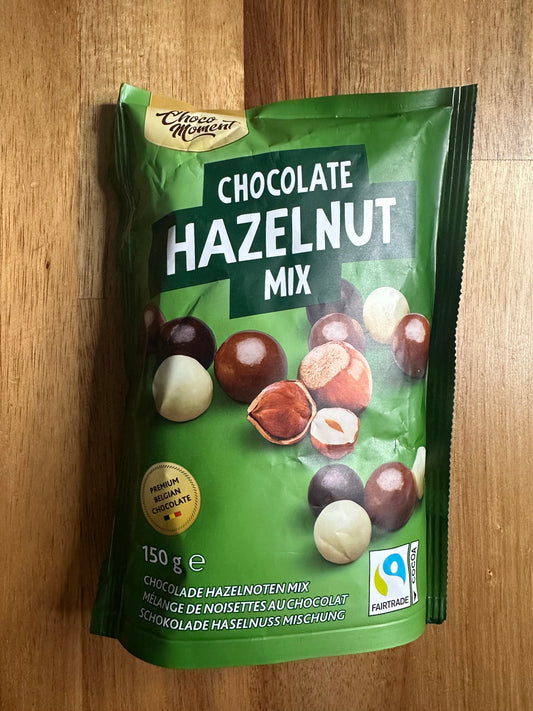 Choco
Moment
CHOCOLATE
HAZELNUT
MIX
PREMIUM
BELGIAN
CHOCOLATE
150 g e
CHOCOLADE HAZELNOTEN MIX
MÉLANGE DE NOISETTES AU CHOCOLAT
SCHOKOLADE HASELNUSS MISCHUNG
FAIRTRADE
COCOA